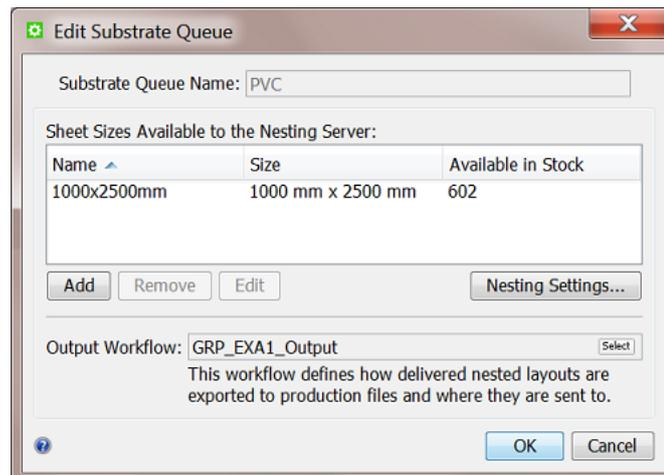 Edit Substrate Queue
Substrate Queue Name: PVC
Sheet Sizes Available to the Nesting Server:
Name Size Available in Stock
1000x2500mm 1000 mm x 2500 mm 602
Add Remove Edit Nesting Settings...
Output Workflow: GRP_EXA1_Output Select
This workflow defines how delivered nested layouts are
exported to production files and where they are sent to.
OK Cancel